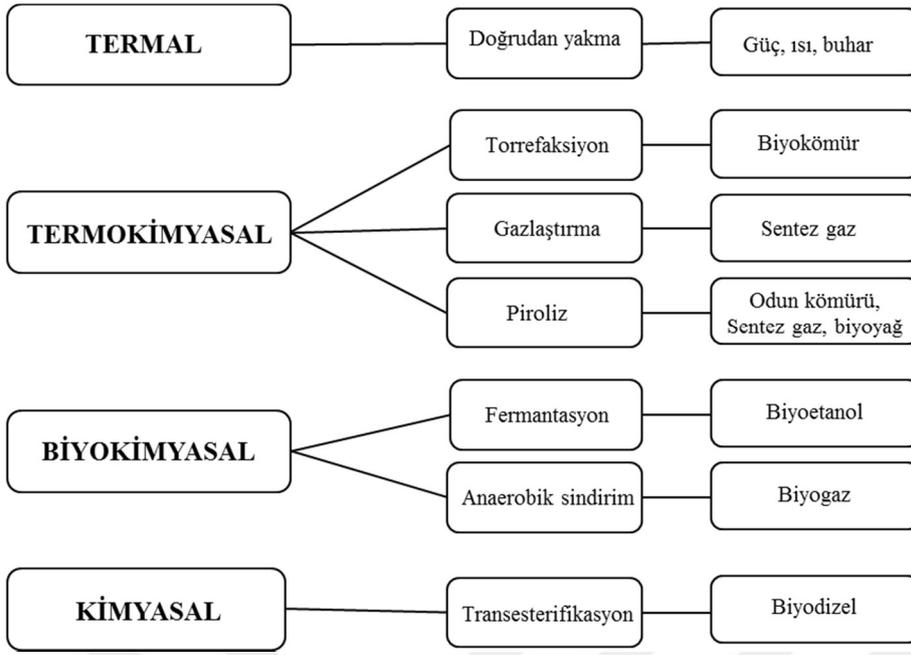 TERMAL
Doğrudan yakma
Güç, ısı, buhar
TERMOKİMYASAL
Torrefaksiyon
Biyokömür
Gazlaştırma
Sentez gaz
Piroliz
Odun kömürü,
Sentez gaz, biyoyağ
BİYOKİMYASAL
Fermantasyon
Biyoetanol
Anaerobik sindirim
Biyogaz
KİMYASAL
Transesterifikasyon
Biyodizel